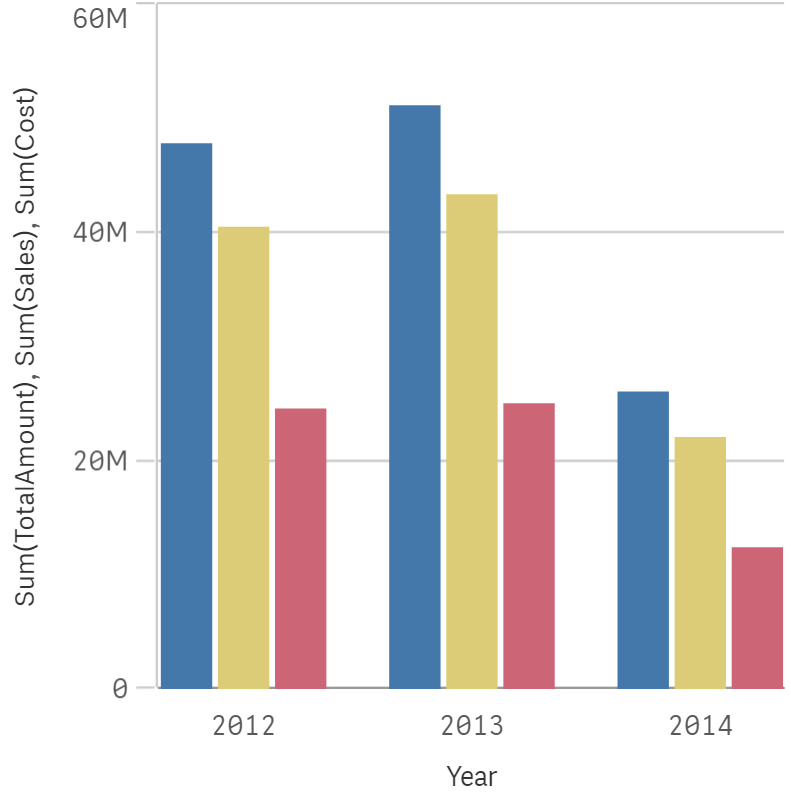 60M
40M
20M
0
Sum(TotalAmount), Sum(Sales), Sum(Cost)
2012 2013 2014
Year